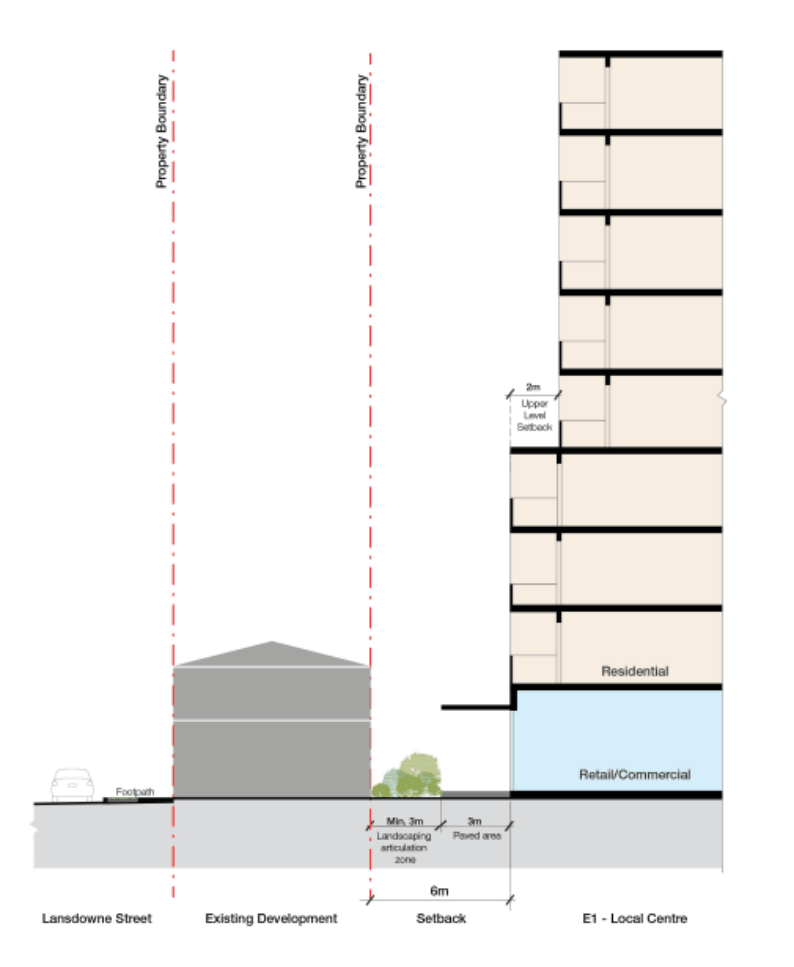 Property Boundary
Property Boundary
2m
Upper
Level
Setback
Residential
Retail/Commercial
Footpath
Min. 3m
Landscaping
articulation
zone
3m
Paved area
6m
Lansdowne Street
Existing Development
Setback
E1 - Local Centre